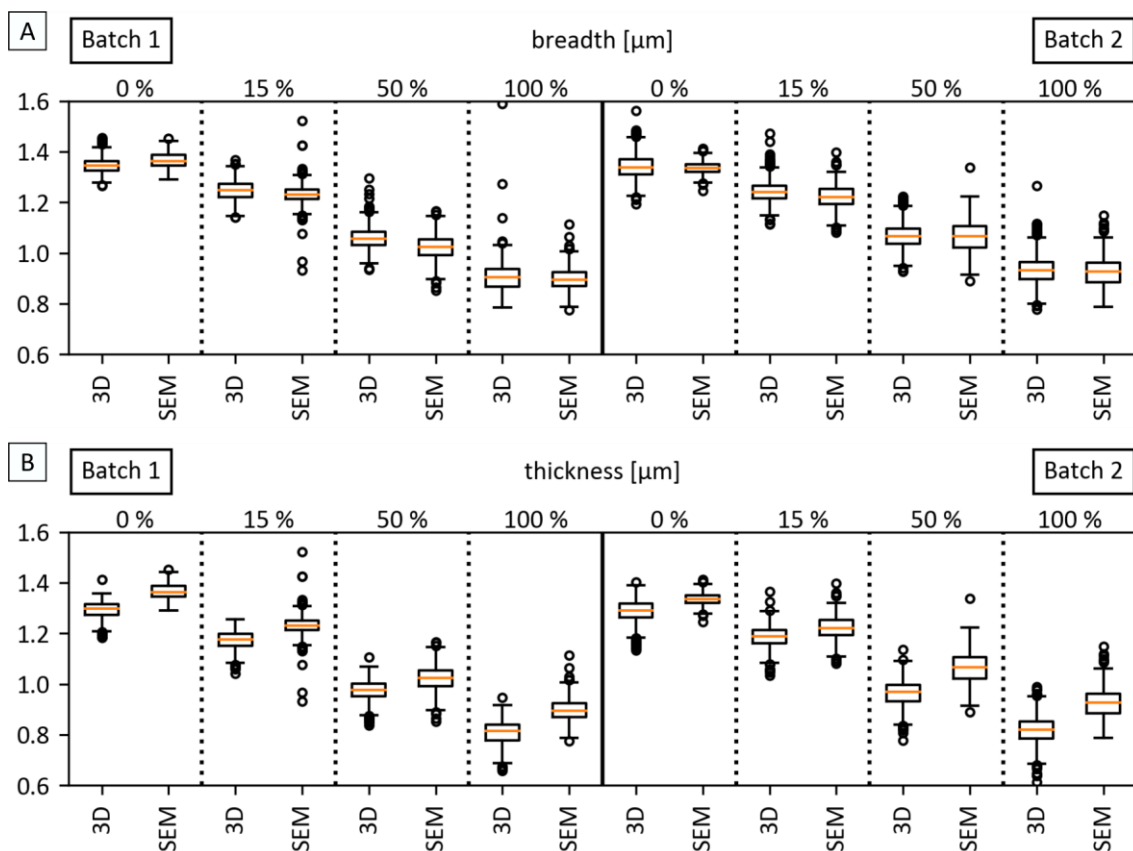 A
Batch 1 breadth [µm] Batch 2
0 % 15 % 50 % 100 % 0 % 15 % 50 % 100 %
1.6
1.4
1.2
1.0
0.8
0.6
3D SEM 3D SEM 3D SEM 3D SEM 3D SEM 3D SEM 3D SEM 3D SEM
B
Batch 1 thickness [µm] Batch 2
0 % 15 % 50 % 100 % 0 % 15 % 50 % 100 %
1.6
1.4
1.2
1.0
0.8
0.6
3D SEM 3D SEM 3D SEM 3D SEM 3D SEM 3D SEM 3D SEM 3D SEM